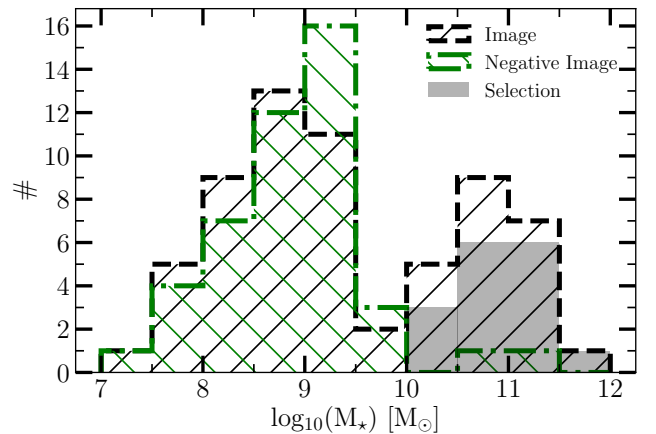 16
14
12
10
8
6
4
2
0
#
Image
Negative Image
Selection
7 8 9 10 11 12
log₁₀(M⋆) [M⊙]